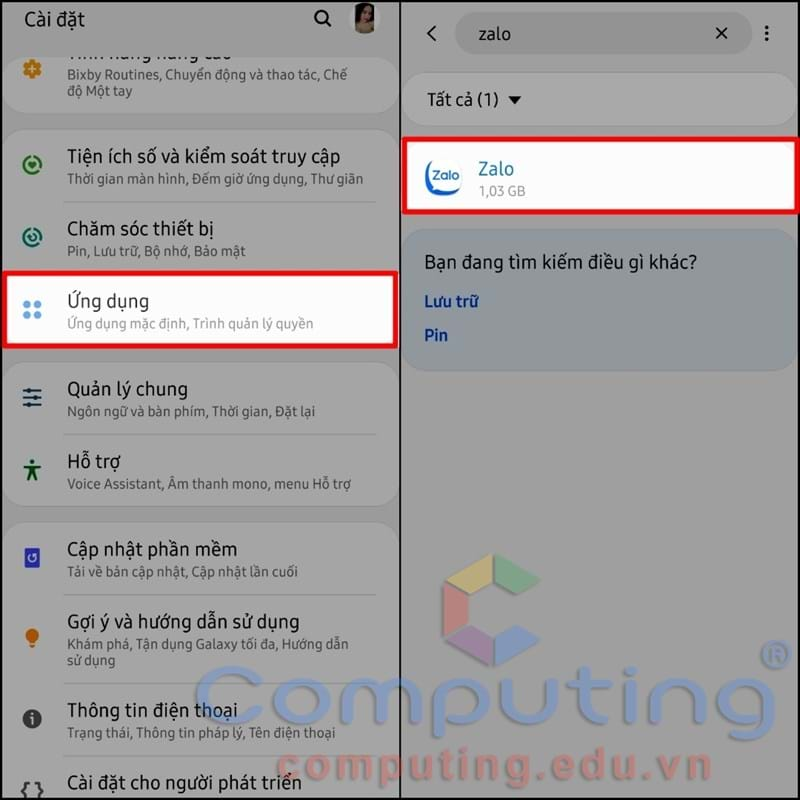 Cài đặt
Tính năng nâng cao
Bixby Routines, Chuyển động và thao tác, Chế
độ Một tay
Tiện ích số và kiểm soát truy cập
Thời gian màn hình, Đếm giờ ứng dụng, Thư giãn
Chăm sóc thiết bị
Pin, Lưu trữ, Bộ nhớ, Bảo mật
Ứng dụng
Ứng dụng mặc định, Trình quản lý quyền
Quản lý chung
Ngôn ngữ và bàn phím, Thời gian, Đặt lại
Hỗ trợ
Voice Assistant, Âm thanh mono, menu Hỗ trợ
Cập nhật phần mềm
Tải về bản cập nhật, Cập nhật lần cuối
Gợi ý và hướng dẫn sử dụng
Khám phá, Tận dụng Galaxy tối đa, Hướng dẫn
sử dụng
Thông tin điện thoại
Trạng thái, Thông tin pháp lý, Tên điện thoại
Cài đặt cho người phát triển
zalo
Tất cả (1)
Zalo
Zalo
1,03 GB
Bạn đang tìm kiếm điều gì khác?
Lưu trữ
Pin
Computing®
computing.edu.vn